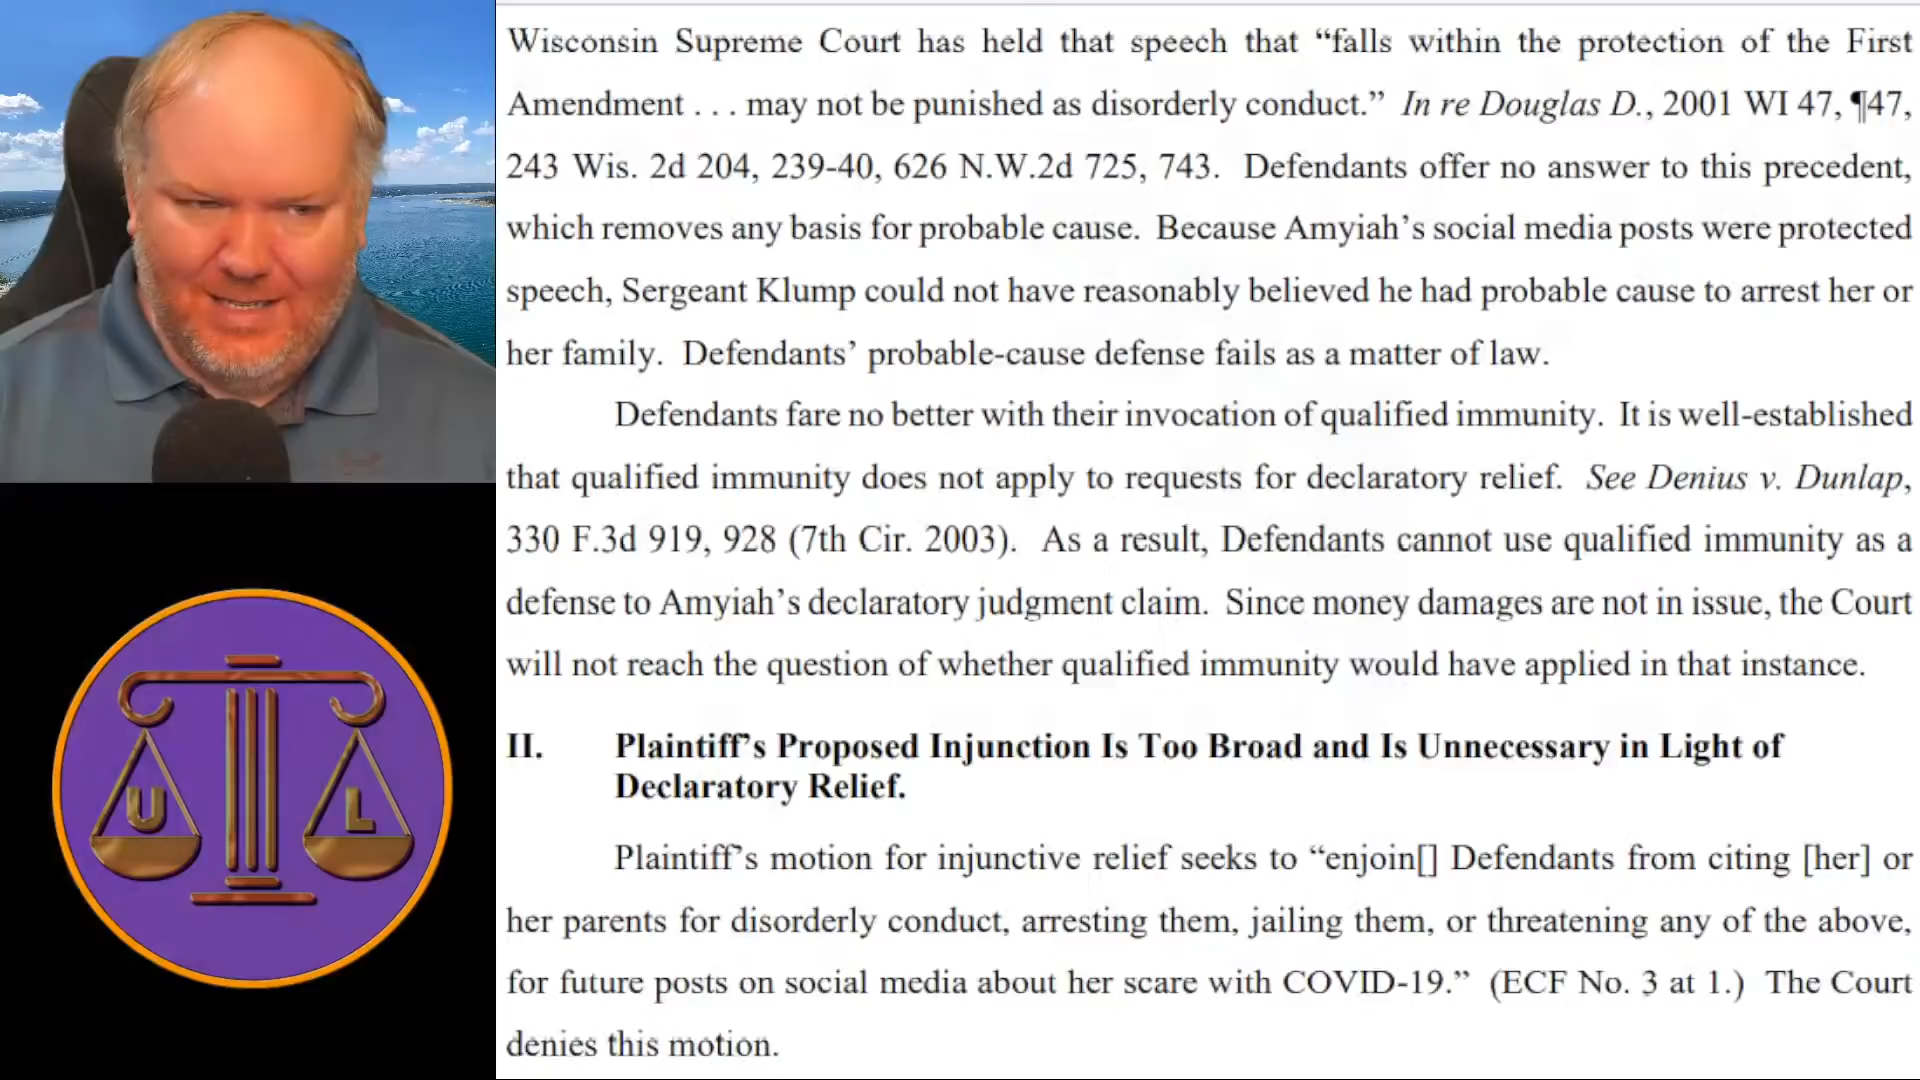 Wisconsin Supreme Court has held that speech that “falls within the protection of the First
Amendment . . . may not be punished as disorderly conduct.” In re Douglas D., 2001 WI 47, ¶47,
243 Wis. 2d 204, 239-40, 626 N.W.2d 725, 743. Defendants offer no answer to this precedent,
which removes any basis for probable cause. Because Amyiah’s social media posts were protected
speech, Sergeant Klump could not have reasonably believed he had probable cause to arrest her or
her family. Defendants’ probable-cause defense fails as a matter of law.
Defendants fare no better with their invocation of qualified immunity. It is well-established
that qualified immunity does not apply to requests for declaratory relief. See Denius v. Dunlap,
330 F.3d 919, 928 (7th Cir. 2003). As a result, Defendants cannot use qualified immunity as a
defense to Amyiah’s declaratory judgment claim. Since money damages are not in issue, the Court
will not reach the question of whether qualified immunity would have applied in that instance.
II. Plaintiff’s Proposed Injunction Is Too Broad and Is Unnecessary in Light of
Declaratory Relief.
Plaintiff’s motion for injunctive relief seeks to “enjoin[] Defendants from citing [her] or
her parents for disorderly conduct, arresting them, jailing them, or threatening any of the above,
for future posts on social media about her scare with COVID-19.” (ECF No. 3 at 1.) The Court
denies this motion.
U L